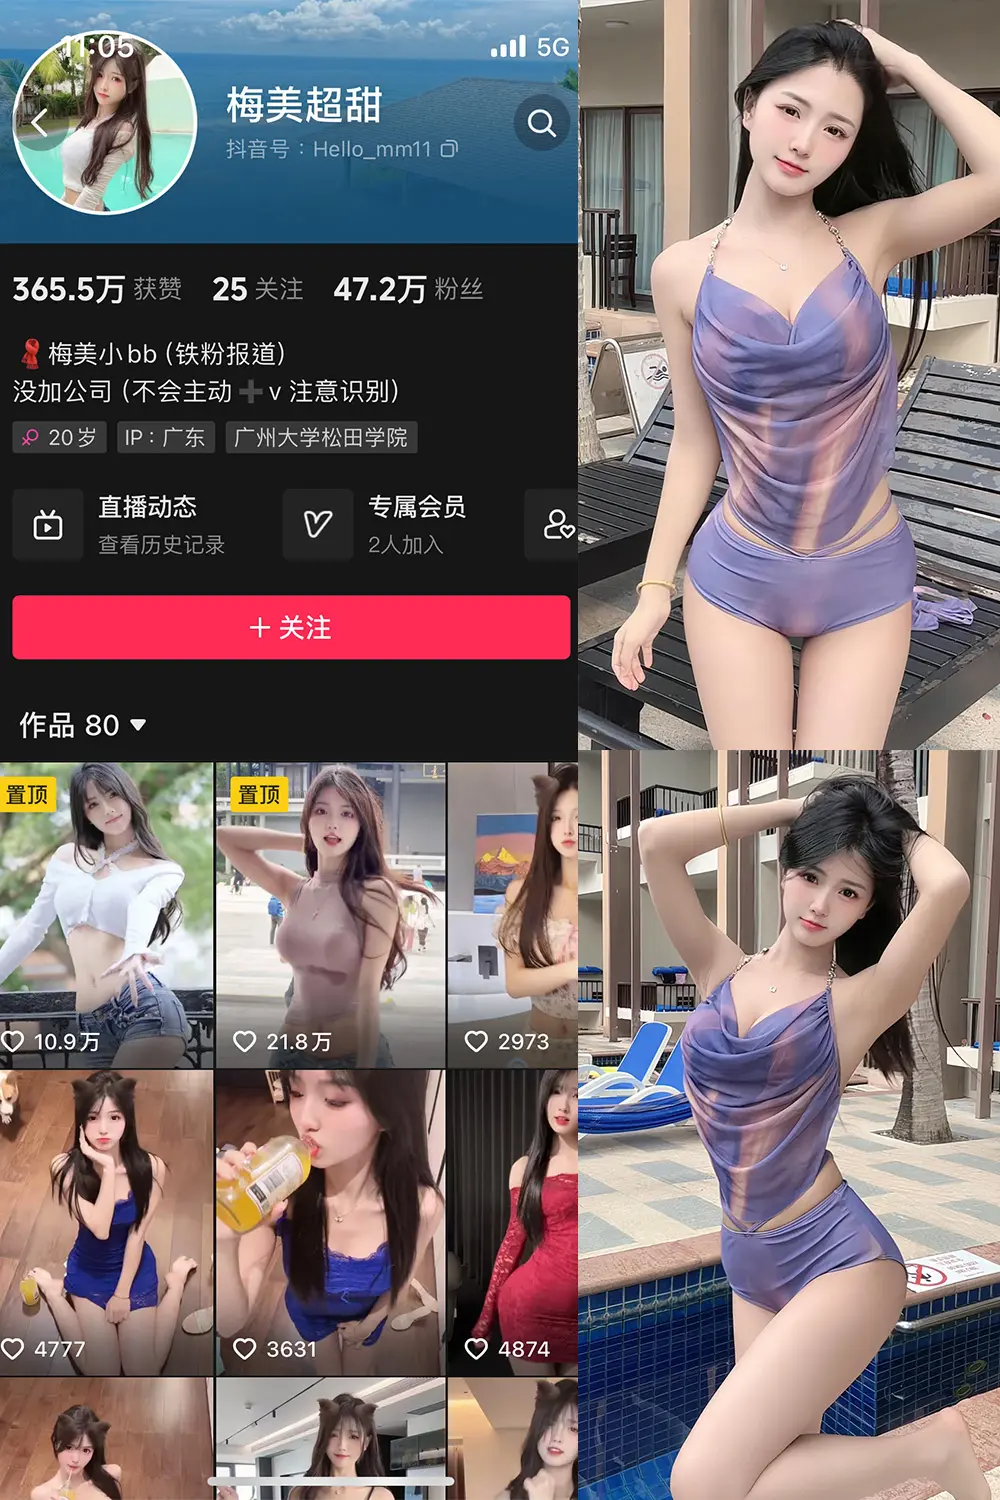 11:05
5G
梅美超甜
抖音号：Hello_mm11
365.5万 获赞 25 关注 47.2万 粉丝
梅美小bb (铁粉报道)
没加公司 (不会主动➕v 注意识别)
20岁 IP：广东 广州大学松田学院
直播动态 专属会员
查看历史记录 2人加入
＋关注
作品 80
置顶 置顶
10.9万 21.8万 2973
4777 3631 4874